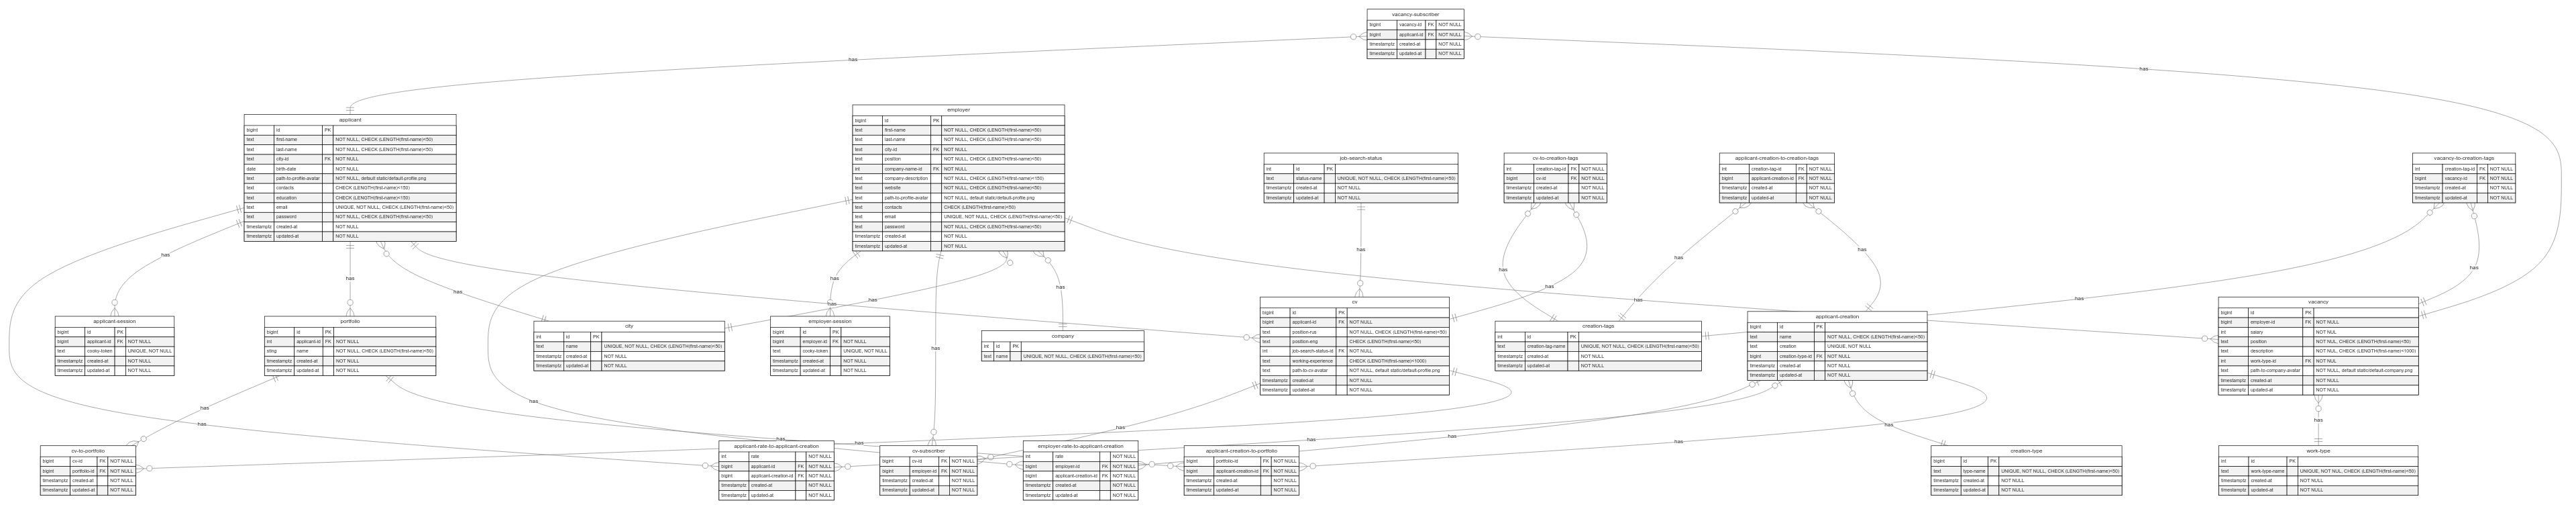 vacancy-subscriber
bigint vacancy-id FK NOT NULL
bigint applicant-id FK NOT NULL
timestamptz created-at NOT NULL
timestamptz updated-at NOT NULL
has
has
applicant
bigint id PK
text first-name NOT NULL, CHECK (LENGTH(first-name)<50)
text last-name NOT NULL, CHECK (LENGTH(first-name)<50)
text city-id FK NOT NULL
date birth-date NOT NULL
text path-to-profile-avatar NOT NULL, default static/default-profile.png
text contacts CHECK (LENGTH(first-name)<150)
text education CHECK (LENGTH(first-name)<150)
text email UNIQUE, NOT NULL, CHECK (LENGTH(first-name)<50)
text password NOT NULL, CHECK (LENGTH(first-name)<50)
timestamptz created-at NOT NULL
timestamptz updated-at NOT NULL
employer
bigint id PK
text first-name NOT NULL, CHECK (LENGTH(first-name)<50)
text last-name NOT NULL, CHECK (LENGTH(first-name)<50)
text city-id FK NOT NULL
text position NOT NULL, CHECK (LENGTH(first-name)<50)
int company-name-id FK NOT NULL
text company-description NOT NULL, CHECK (LENGTH(first-name)<150)
text website NOT NULL, CHECK (LENGTH(first-name)<50)
text path-to-profile-avatar NOT NULL, default static/default-profile.png
text contacts CHECK (LENGTH(first-name)<50)
text email UNIQUE, NOT NULL, CHECK (LENGTH(first-name)<50)
text password NOT NULL, CHECK (LENGTH(first-name)<50)
timestamptz created-at NOT NULL
timestamptz updated-at NOT NULL
job-search-status
int id PK
text status-name UNIQUE, NOT NULL, CHECK (LENGTH(first-name)<50)
timestamptz created-at NOT NULL
timestamptz updated-at NOT NULL
cv-to-creation-tags
int creation-tag-id FK NOT NULL
bigint cv-id FK NOT NULL
timestamptz created-at NOT NULL
timestamptz updated-at NOT NULL
applicant-creation-to-creation-tags
int creation-tag-id FK NOT NULL
bigint applicant-creation-id FK NOT NULL
timestamptz created-at NOT NULL
timestamptz updated-at NOT NULL
vacancy-to-creation-tags
int creation-tag-id FK NOT NULL
bigint vacancy-id FK NOT NULL
timestamptz created-at NOT NULL
timestamptz updated-at NOT NULL
has
has
has
has
has
has
has
has
has
has
has
has
has
has
applicant-session
bigint id PK
bigint applicant-id FK NOT NULL
text cooky-token UNIQUE, NOT NULL
timestamptz created-at NOT NULL
timestamptz updated-at NOT NULL
portfolio
bigint id PK
int applicant-id FK NOT NULL
sting name NOT NULL, CHECK (LENGTH(first-name)<50)
timestamptz created-at NOT NULL
timestamptz updated-at NOT NULL
city
int id PK
text name UNIQUE, NOT NULL, CHECK (LENGTH(first-name)<50)
timestamptz created-at NOT NULL
timestamptz updated-at NOT NULL
employer-session
bigint id PK
bigint employer-id FK NOT NULL
text cooky-token UNIQUE, NOT NULL
timestamptz created-at NOT NULL
timestamptz updated-at NOT NULL
company
int id PK
text name UNIQUE, NOT NULL, CHECK (LENGTH(first-name)<50)
cv
bigint id PK
bigint applicant-id FK NOT NULL
text position-rus NOT NULL, CHECK (LENGTH(first-name)<50)
text position-eng CHECK (LENGTH(first-name)<50)
int job-search-status-id FK NOT NULL
text working-experience CHECK (LENGTH(first-name)<1000)
text path-to-cv-avatar NOT NULL, default static/default-profile.png
timestamptz created-at NOT NULL
timestamptz updated-at NOT NULL
creation-tags
int id PK
text creation-tag-name UNIQUE, NOT NULL, CHECK (LENGTH(first-name)<50)
timestamptz created-at NOT NULL
timestamptz updated-at NOT NULL
applicant-creation
bigint id PK
text name NOT NULL, CHECK (LENGTH(first-name)<50)
text creation UNIQUE, NOT NULL
bigint creation-type-id FK NOT NULL
timestamptz created-at NOT NULL
timestamptz updated-at NOT NULL
vacancy
bigint id PK
bigint employer-id FK NOT NULL
int salary NOT NUL
text position NOT NUL, CHECK (LENGTH(first-name)<50)
text description NOT NUL, CHECK (LENGTH(first-name)<1000)
int work-type-id FK NOT NUL
text path-to-company-avatar NOT NULL, default static/default-company.png
timestamptz created-at NOT NULL
timestamptz updated-at NOT NULL
has
has
has
has
has
has
has
has
has
has
has
has
cv-to-portfolio
bigint cv-id FK NOT NULL
bigint portfolio-id FK NOT NULL
timestamptz created-at NOT NULL
timestamptz updated-at NOT NULL
applicant-rate-to-applicant-creation
int rate NOT NULL
bigint applicant-id FK NOT NULL
bigint applicant-creation-id FK NOT NULL
timestamptz created-at NOT NULL
timestamptz updated-at NOT NULL
cv-subscriber
bigint cv-id FK NOT NULL
bigint employer-id FK NOT NULL
timestamptz created-at NOT NULL
timestamptz updated-at NOT NULL
employer-rate-to-applicant-creation
int rate NOT NULL
bigint employer-id FK NOT NULL
bigint applicant-creation-id FK NOT NULL
timestamptz created-at NOT NULL
timestamptz updated-at NOT NULL
applicant-creation-to-portfolio
bigint portfolio-id FK NOT NULL
bigint applicant-creation-id FK NOT NULL
timestamptz created-at NOT NULL
timestamptz updated-at NOT NULL
creation-type
bigint id PK
text type-name UNIQUE, NOT NULL, CHECK (LENGTH(first-name)<50)
timestamptz created-at NOT NULL
timestamptz updated-at NOT NULL
work-type
int id PK
text work-type-name UNIQUE, NOT NUL, CHECK (LENGTH(first-name)<50)
timestamptz created-at NOT NULL
timestamptz updated-at NOT NULL